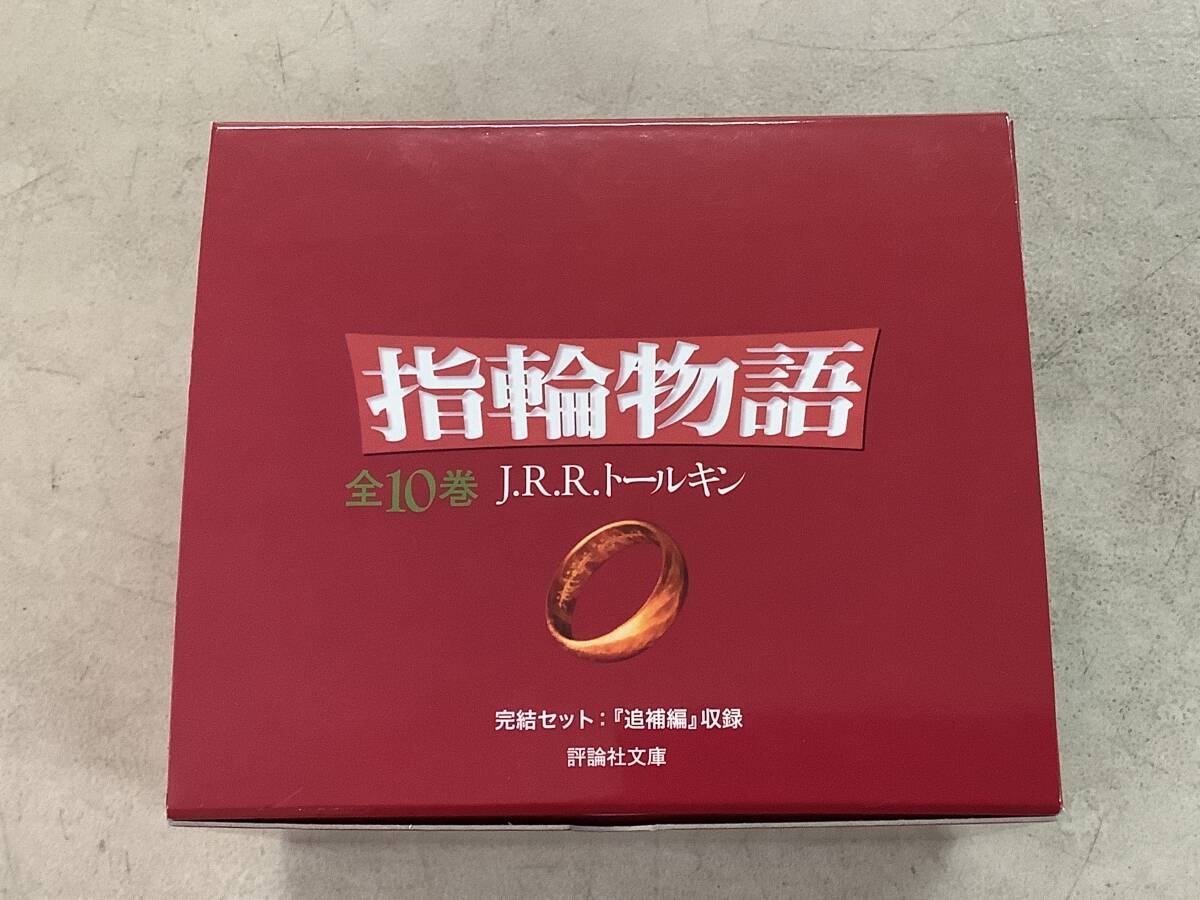 指輪物語
全10巻 J.R.R.トールキン
完結セット:『追補編』収録
評論社文庫